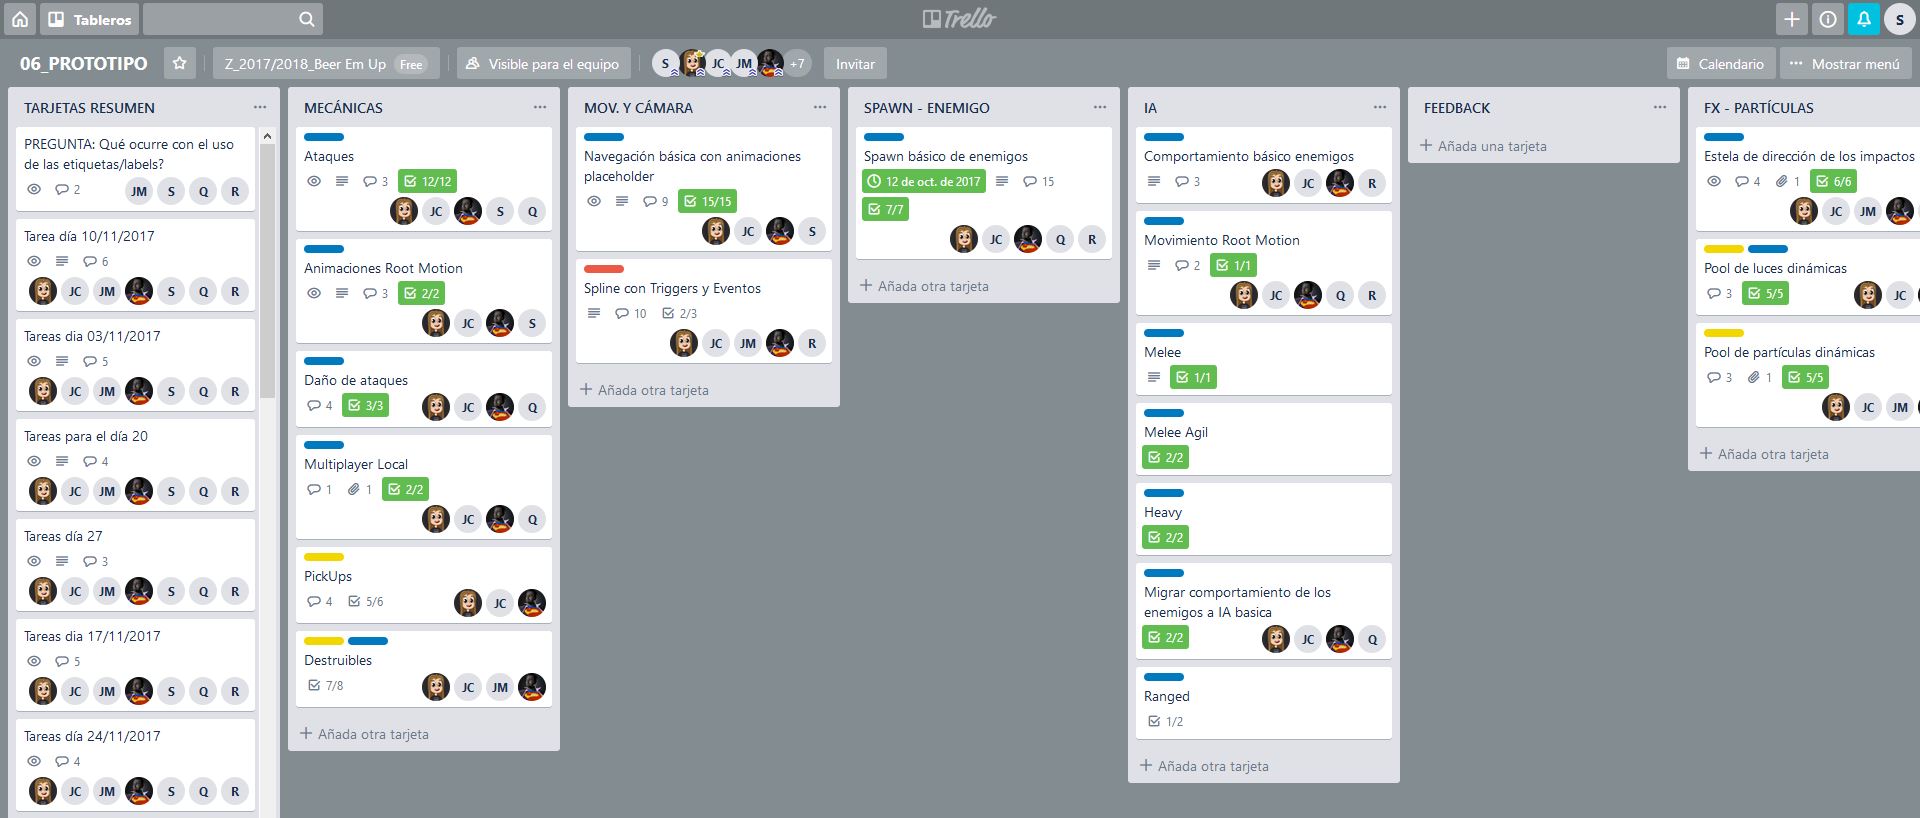 Tableros
Trello
S
06_PROTOTIPO
Z_2017/2018_Beer Em Up Free
Visible para el equipo
S JC JM +7
Invitar
Calendario
Mostrar menú
TARJETAS RESUMEN
PREGUNTA: Qué ocurre con el uso
de las etiquetas/labels?
2
JM S Q R
Tarea día 10/11/2017
6
JC JM S Q R
Tareas dia 03/11/2017
5
JC JM S Q R
Tareas para el día 20
4
JC JM S Q R
Tareas día 27
3
JC JM S Q R
Tareas dia 17/11/2017
5
JC JM S Q R
Tareas día 24/11/2017
4
JC JM S Q R
MECÁNICAS
Ataques
3 12/12
JC S Q
Animaciones Root Motion
3 2/2
JC S
Daño de ataques
4 3/3
JC Q
Multiplayer Local
1 1 2/2
JC Q
PickUps
4 5/6
JC
Destruibles
7/8
JC JM
+ Añada otra tarjeta
MOV. Y CÁMARA
Navegación básica con animaciones
placeholder
9 15/15
JC S
Spline con Triggers y Eventos
10 2/3
JC JM R
+ Añada otra tarjeta
SPAWN - ENEMIGO
Spawn básico de enemigos
12 de oct. de 2017 15
7/7
JC Q R
+ Añada otra tarjeta
IA
Comportamiento básico enemigos
3
JC R
Movimiento Root Motion
2 1/1
JC Q R
Melee
1/1
Melee Agil
2/2
Heavy
2/2
Migrar comportamiento de los
enemigos a IA basica
2/2
JC Q
Ranged
1/2
+ Añada otra tarjeta
FEEDBACK
+ Añada una tarjeta
FX - PARTÍCULAS
Estela de dirección de los impactos
4 1 6/6
JC JM
Pool de luces dinámicas
3 5/5
JC
Pool de partículas dinámicas
3 1 5/5
JC JM
+ Añada otra tarjeta